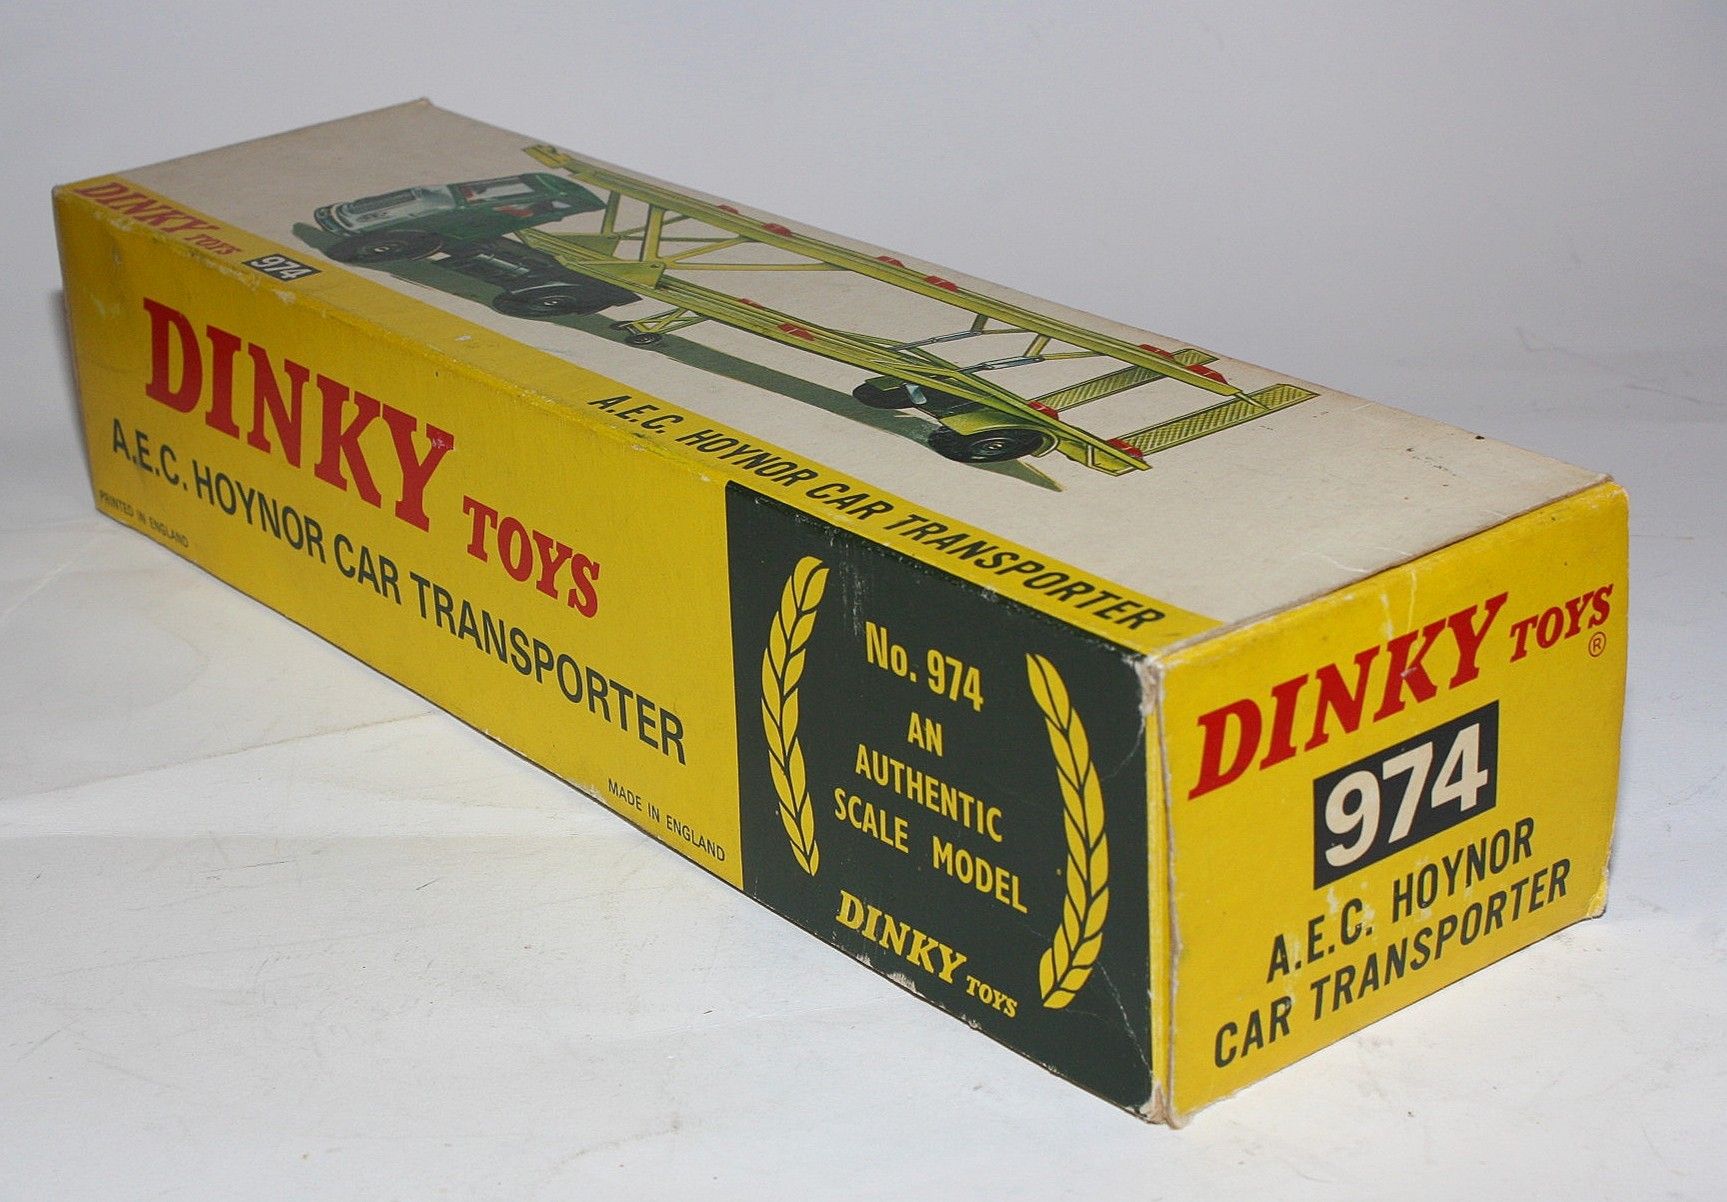 DINKY TOYS 974
A.E.C. HOYNOR CAR TRANSPORTER
DINKY TOYS
A.E.C. HOYNOR CAR TRANSPORTER
PRINTED IN ENGLAND
MADE IN ENGLAND
No. 974
AN
AUTHENTIC
SCALE MODEL
DINKY TOYS
DINKY TOYS®
974
A.E.C. HOYNOR
CAR TRANSPORTER